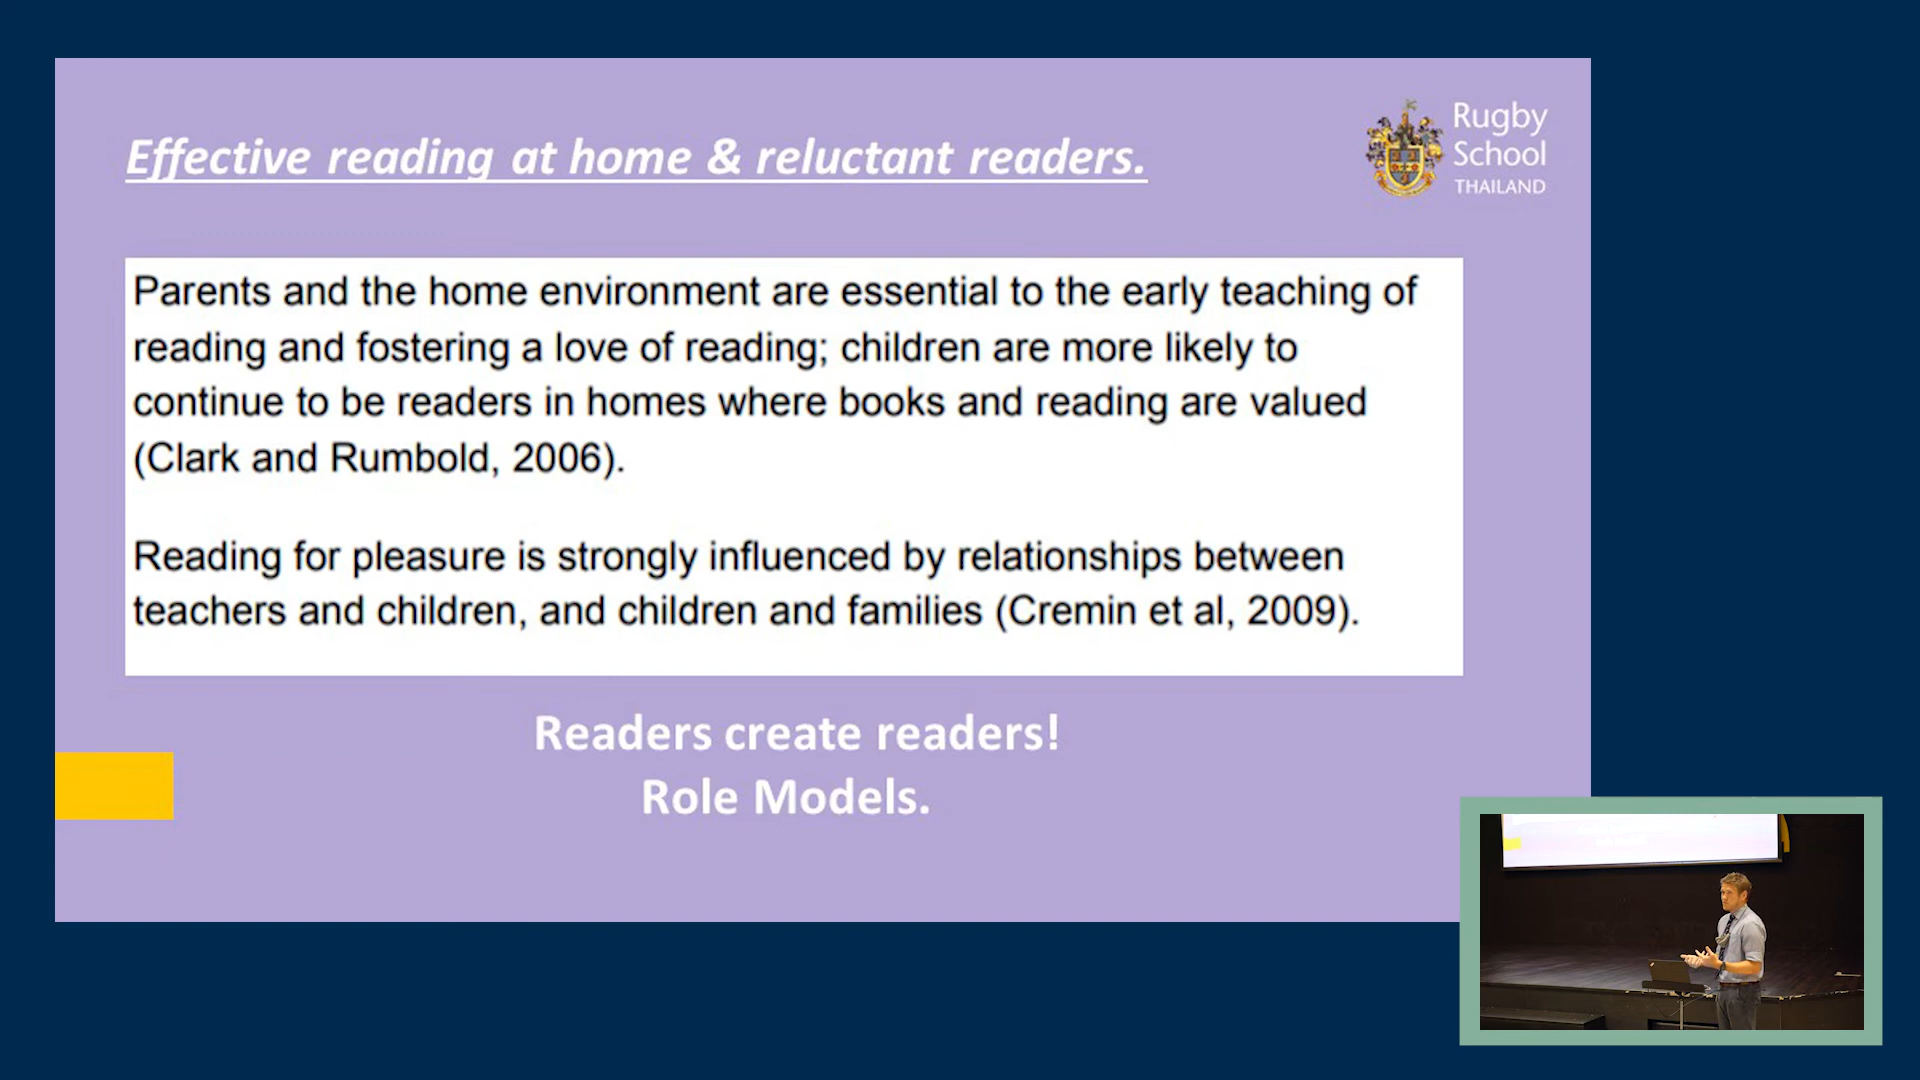 Effective reading at home & reluctant readers.
Rugby
School
THAILAND
Parents and the home environment are essential to the early teaching of
reading and fostering a love of reading; children are more likely to
continue to be readers in homes where books and reading are valued
(Clark and Rumbold, 2006).
Reading for pleasure is strongly influenced by relationships between
teachers and children, and children and families (Cremin et al, 2009).
Readers create readers!
Role Models.